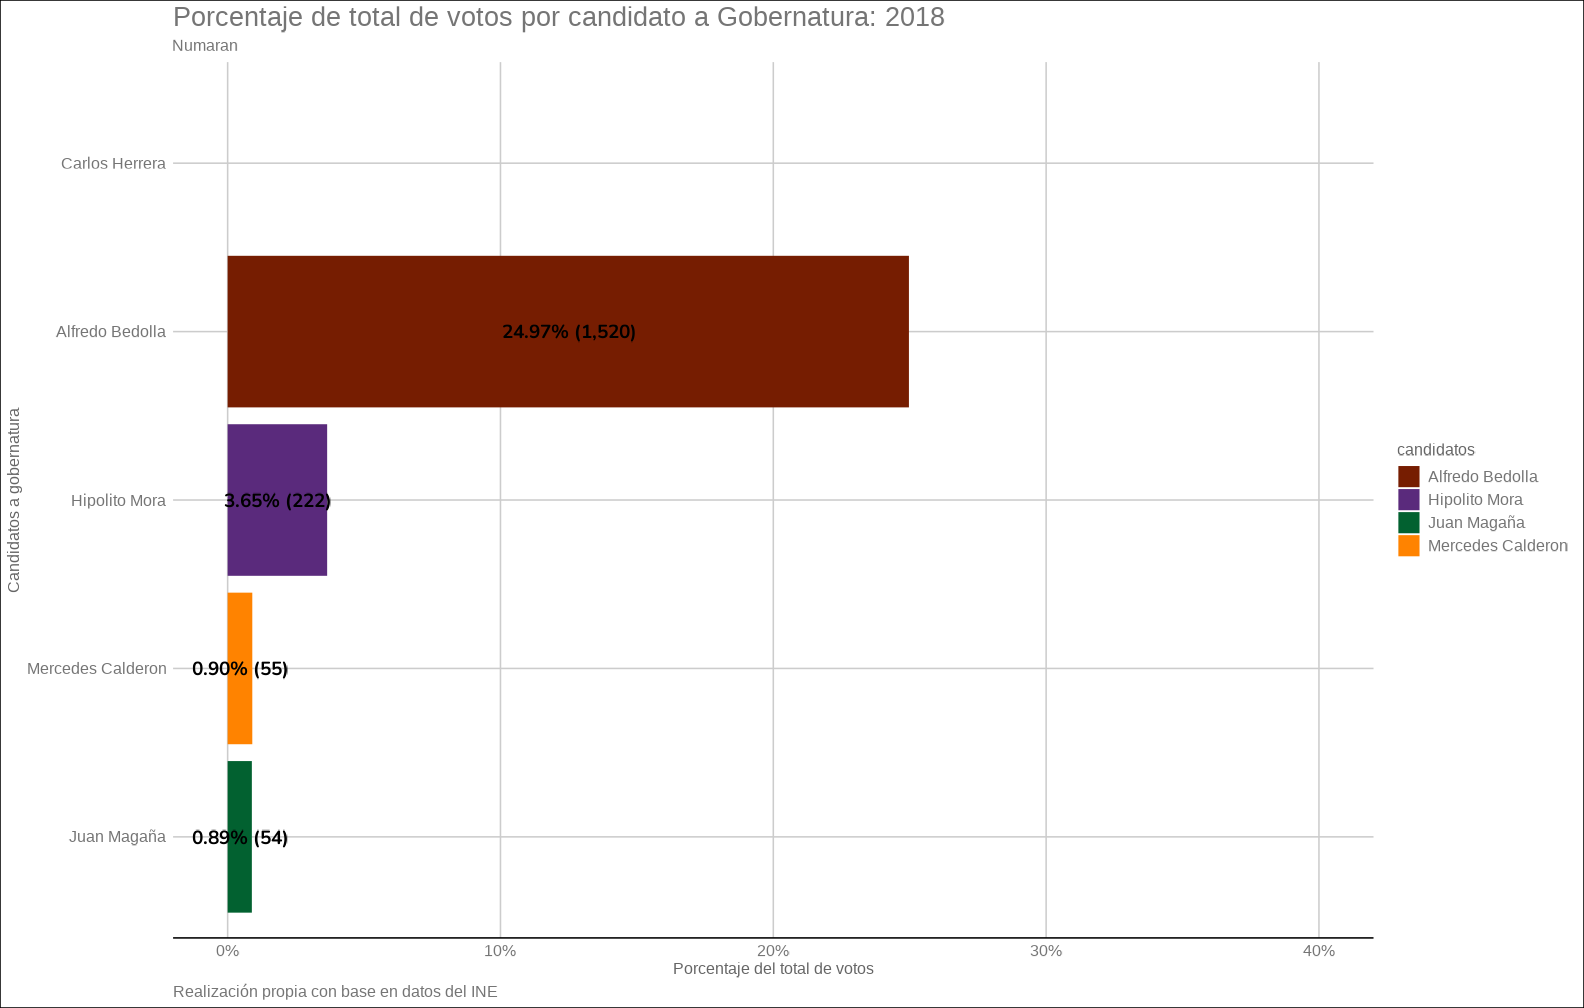 Porcentaje de total de votos por candidato a Gobernatura: 2018
Numaran
Candidatos a gobernatura
Carlos Herrera
Alfredo Bedolla
24.97% (1,520)
Hipolito Mora
3.65% (222)
Mercedes Calderon
0.90% (55)
Juan Magaña
0.89% (54)
0%
10%
20%
30%
40%
Porcentaje del total de votos
candidatos
Alfredo Bedolla
Hipolito Mora
Juan Magaña
Mercedes Calderon
Realización propia con base en datos del INE